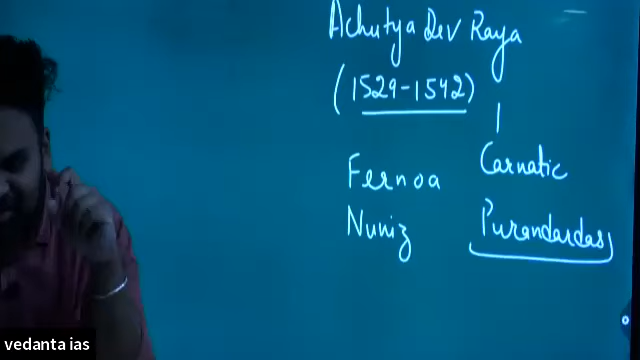 Achutya Dev Raya
(1529-1542)
Fernoa
Nuniz
Carnatic
Purandardas
vedanta ias